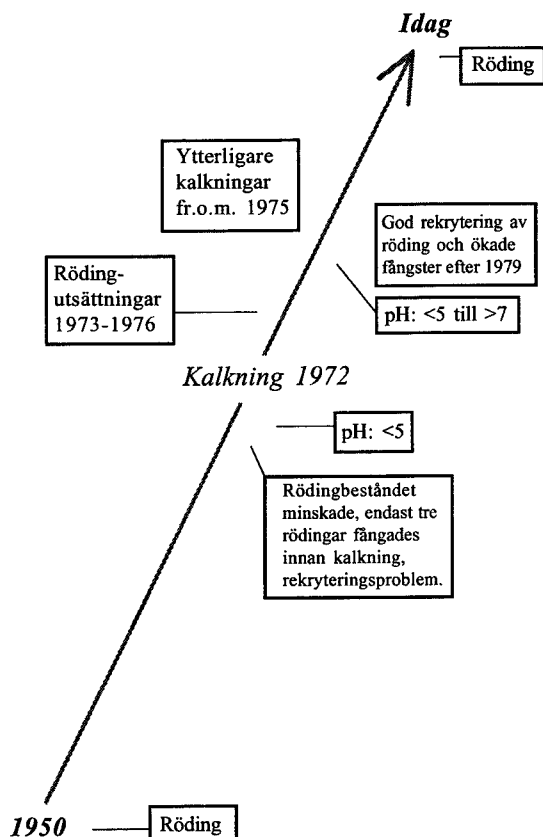 Idag
Röding
Ytterligare
kalkningar
fr.o.m. 1975
God rekrytering av
röding och ökade
fångster efter 1979
Röding-
utsättningar
1973-1976
pH: <5 till >7
Kalkning 1972
pH: <5
Rödingbeståndet
minskade, endast tre
rödingar fångades
innan kalkning,
rekryteringsproblem.
1950
Röding